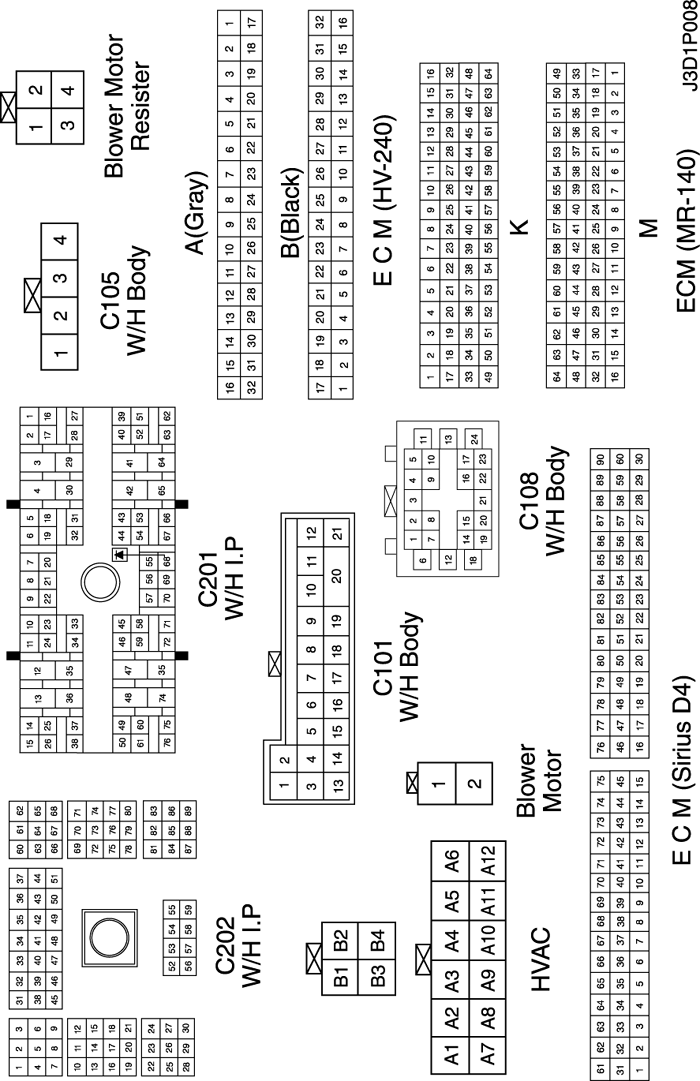 1 2 3
4 5 6
7 8 9
10 11 12
13 14 15
16 17 18
19 20 21
22 23 24
25 26 27
28 29 30
31 32 33 34 35 36 37
38 39 40 41 42 43 44
45 46 47 48 49 50 51
52 53 54 55
56 57 58 59
60 61 62
63 64 65
66 67 68
69 70 71
72 73 74
75 76 77
78 79 80
81 82 83
84 85 86
87 88 89
C202
W/H I.P
15 14 13 12 11 10 9 8 7 6 5 4 3 2 1
26 25 24 23 22 21 20 19 18 17 16
38 37 36 35 34 33 32 31 30 29 28 27
50 49 48 47 46 45 44 43 42 41 40 39
61 60 59 58 57 56 55 54 53 52 51
76 75 74 35 72 71 70 69 68 67 66 65 64 63 62
C201
W/H I.P
1 2 3 4
C105
W/H Body
1 2
3 4
Blower Motor
Resister
B1 B2
B3 B4
A1 A2 A3 A4 A5 A6
A7 A8 A9 A10 A11 A12
HVAC
1 2
3 4 5 6 7 8 9 10 11 12
13 14 15 16 17 18 19 20 21
C101
W/H Body
1
2
Blower
Motor
1 2 3 4 5
6 7 8 9 10 11
12 13
14 15 16 17
18 19 20 21 22 23 24
C108
W/H Body
16 15 14 13 12 11 10 9 8 7 6 5 4 3 2 1
32 31 30 29 28 27 26 25 24 23 22 21 20 19 18 17
A(Gray)
17 18 19 20 21 22 23 24 25 26 27 28 29 30 31 32
1 2 3 4 5 6 7 8 9 10 11 12 13 14 15 16
B(Black)
E C M (HV-240)
1 2 3 4 5 6 7 8 9 10 11 12 13 14 15 16
17 18 19 20 21 22 23 24 25 26 27 28 29 30 31 32
33 34 35 36 37 38 39 40 41 42 43 44 45 46 47 48
49 50 51 52 53 54 55 56 57 58 59 60 61 62 63 64
K
64 63 62 61 60 59 58 57 56 55 54 53 52 51 50 49
48 47 46 45 44 43 42 41 40 39 38 37 36 35 34 33
32 31 30 29 28 27 26 25 24 23 22 21 20 19 18 17
16 15 14 13 12 11 10 9 8 7 6 5 4 3 2 1
M
ECM (MR-140)
61 62 63 64 65 66 67 68 69 70 71 72 73 74 75
31 32 33 34 35 36 37 38 39 40 41 42 43 44 45
1 2 3 4 5 6 7 8 9 10 11 12 13 14 15
76 77 78 79 80 81 82 83 84 85 86 87 88 89 90
46 47 48 49 50 51 52 53 54 55 56 57 58 59 60
16 17 18 19 20 21 22 23 24 25 26 27 28 29 30
E C M (Sirius D4)
J3D1P008